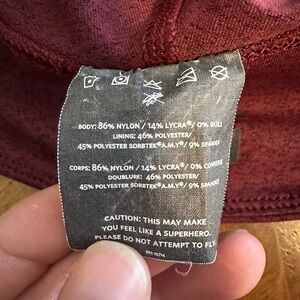 BODY: 86% NYLON / 14% LYCRA® / 0% BULL
LINING: 46% POLYESTER/
45% POLYESTER SORBTEK®A.M.Y® / 9% SPANDEX
CORPS: 86% NYLON / 14% LYCRA® / 0% CONNERIE
DOUBLURE: 46% POLYESTER/
45% POLYESTER SORBTEK®A.M.Y® / 9% SPANDEX
CAUTION: THIS MAY MAKE
YOU FEEL LIKE A SUPERHERO.
PLEASE DO NOT ATTEMPT TO FLY.